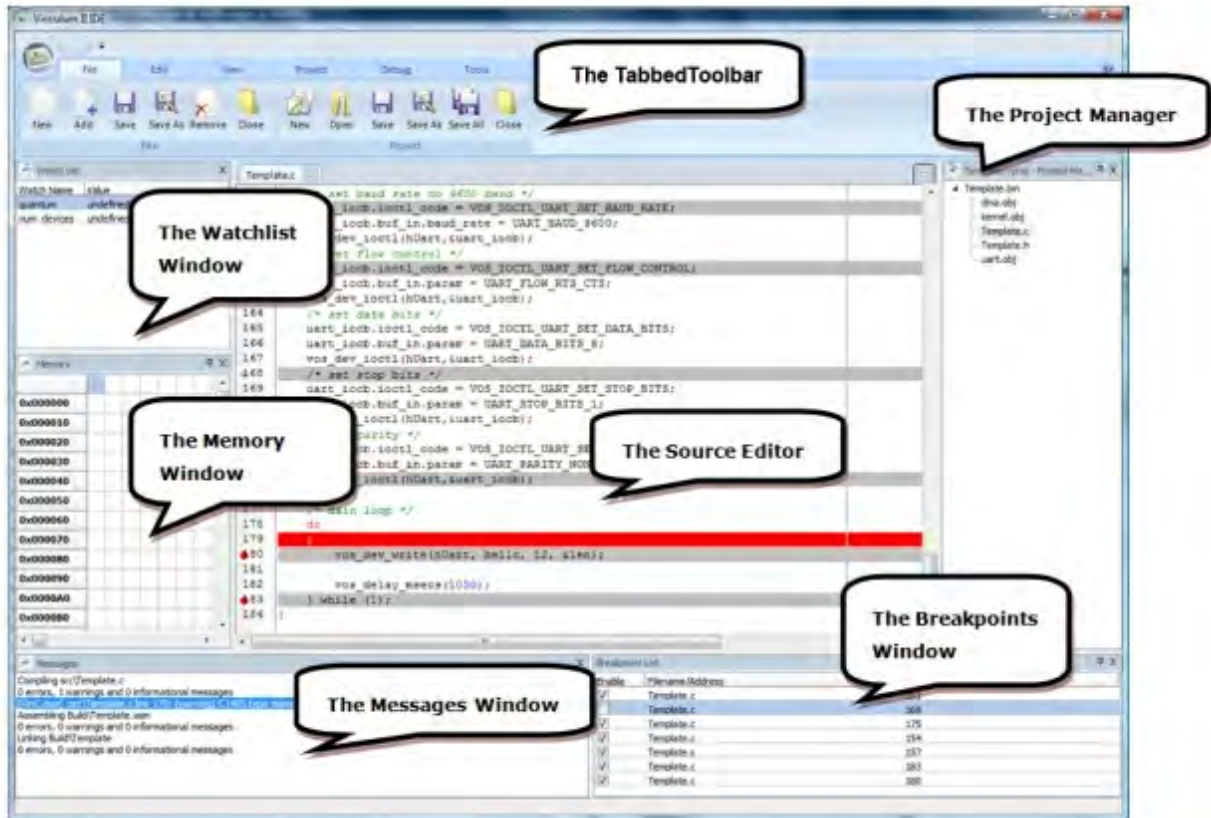 Vinculum II IDE
File Edit View Project Debug Tools
The TabbedToolbar
The Project Manager
New Add Save Save As Remove Close New Open Save Save As Save All Close
File Project
Watch List
Template.c
Watch Name Value
quantum undefined
num devices undefined
The Watchlist
Window
Template.bin
dma.obj
kernel.obj
Template.c
Template.h
uart.obj
set baud rate to 9600 baud */
iocb.ioctl_code = VOS_IOCTL_UART_SET_BAUD_RATE;
iocb.buf_in.baud_rate = UART_BAUD_9600;
dev_ioctl(hUart,&uart_iocb);
set flow control */
iocb.ioctl_code = VOS_IOCTL_UART_SET_FLOW_CONTROL;
iocb.buf_in.param = UART_FLOW_RTS_CTS;
dev_ioctl(hUart,&uart_iocb);
164 /* set data bits */
165 uart_iocb.ioctl_code = VOS_IOCTL_UART_SET_DATA_BITS;
166 uart_iocb.buf_in.param = UART_DATA_BITS_8;
167 vos_dev_ioctl(hUart,&uart_iocb);
168 /* set stop bits */
169 uart_iocb.ioctl_code = VOS_IOCTL_UART_SET_STOP_BITS;
iocb.buf_in.param = UART_STOP_BITS_1;
ioctl(hUart,&uart_iocb);
parity */
iocb.ioctl_code = VOS_IOCTL_UART_SE
iocb.buf_in.param = UART_PARITY_NON
ioctl(hUart,&uart_iocb);
/* main loop */
178 do
179 {
80 vos_dev_write(hUart, hello, 12, &len);
181
182 vos_delay_msecs(1000);
83 } while (1);
184 }
Memory
0x000000
0x000010
0x000020
0x000030
0x000040
0x000050
0x000060
0x000070
0x000080
0x000090
0x0000A0
0x0000B0
The Memory
Window
The Source Editor
The Breakpoints
Window
Messages
Compiling src\Template.c
0 errors, 1 warnings and 0 informational messages
Assembling Build\Template.asm
0 errors, 0 warnings and 0 informational messages
Linking Build\Template
0 errors, 0 warnings and 0 informational messages
The Messages Window
Breakpoint List
Enable Filename/Address
Template.c
Template.c 168
Template.c 175
Template.c 154
Template.c 157
Template.c 183
Template.c 180